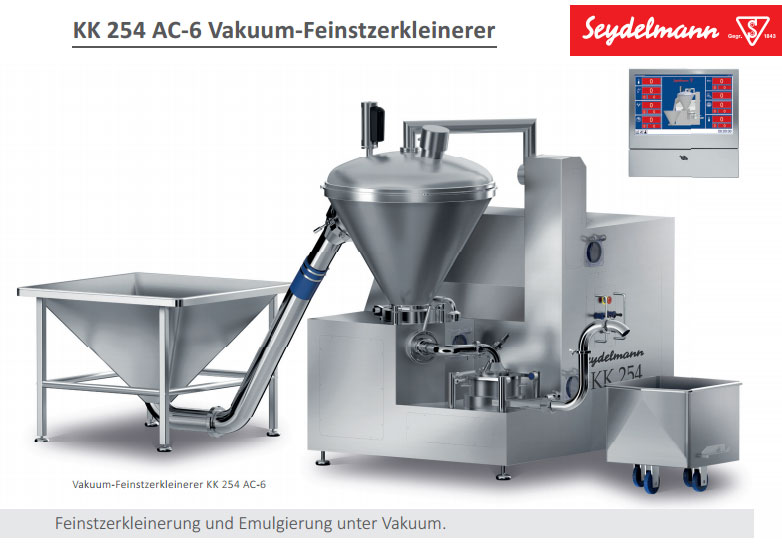 KK 254 AC-6 Vakuum-Feinstzerkleinerer
Seydelmann
Gegr. 1843
Seydelmann
KK 254
Vakuum-Feinstzerkleinerer KK 254 AC-6
Feinstzerkleinerung und Emulgierung unter Vakuum.